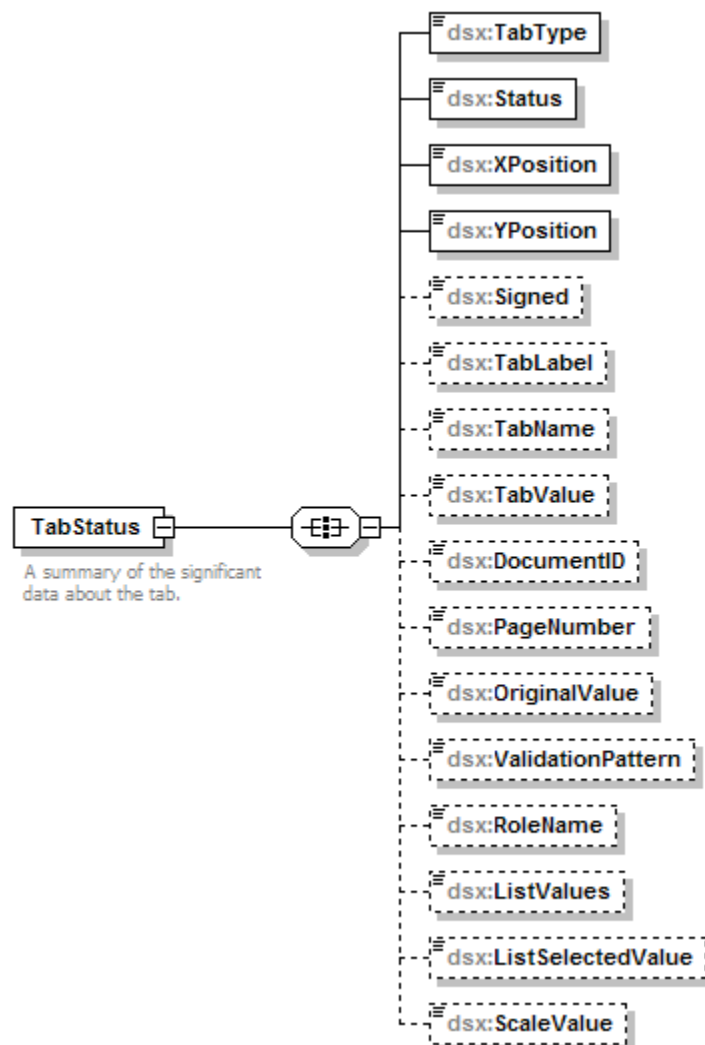 dsx:TabType
dsx:Status
dsx:XPosition
dsx:YPosition
dsx:Signed
dsx:TabLabel
dsx:TabName
dsx:TabValue
TabStatus
A summary of the significant
data about the tab.
dsx:DocumentID
dsx:PageNumber
dsx:OriginalValue
dsx:ValidationPattern
dsx:RoleName
dsx:ListValues
dsx:ListSelectedValue
dsx:ScaleValue